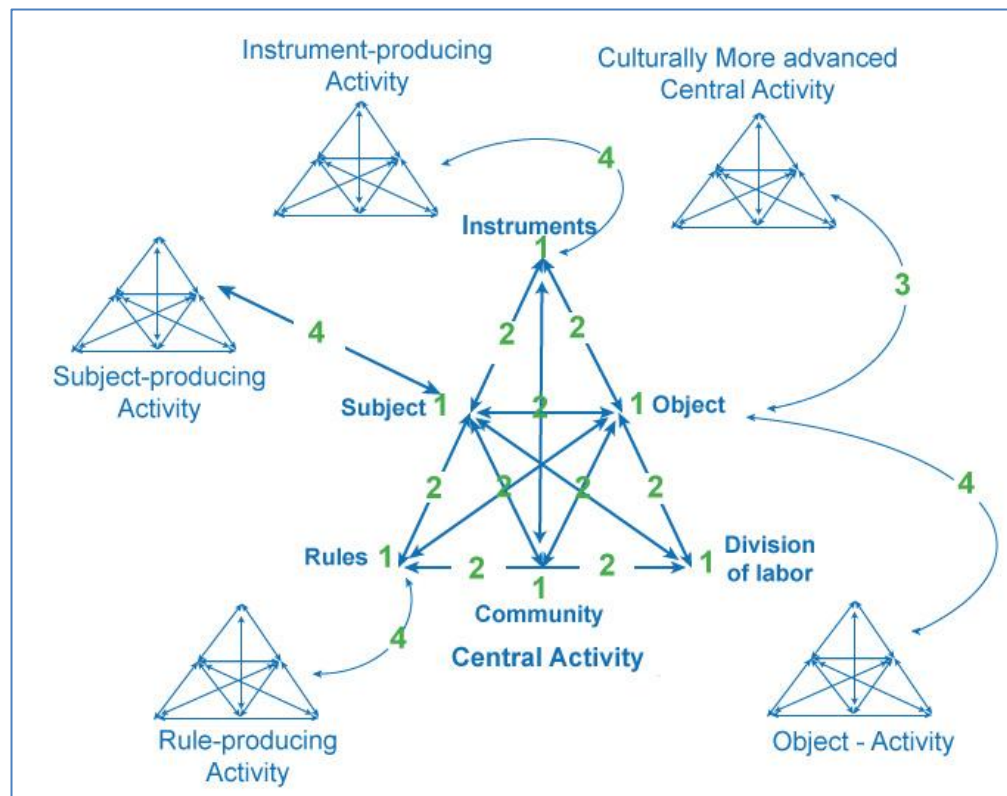 Instrument-producing
Activity
Culturally More advanced
Central Activity
4
Instruments
1
3
2
2
4
Subject-producing
Activity
Subject 1
2
1 Object
2
2
2
2
4
Rules 1
2
2
1 Division
of labor
1
Community
Central Activity
4
Rule-producing
Activity
Object - Activity